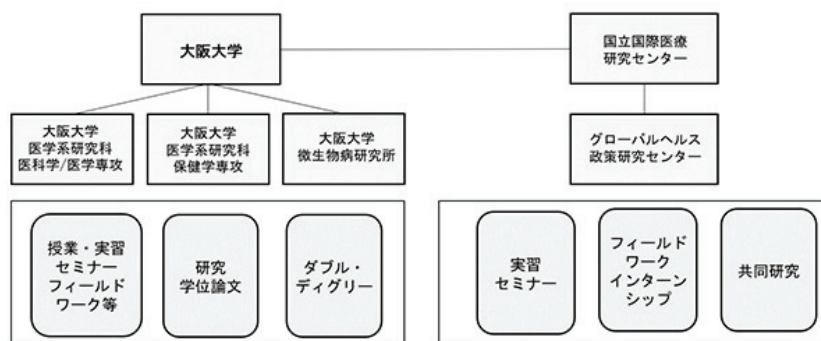 大阪大学
国立国際医療
研究センター
大阪大学
医学系研究科
医科学/医学専攻
大阪大学
医学系研究科
保健学専攻
大阪大学
微生物病研究所
グローバルヘルス
政策研究センター
授業・実習
セミナー
フィールド
ワーク等
研究
学位論文
ダブル・
ディグリー
実習
セミナー
フィールド
ワーク
インターン
シップ
共同研究